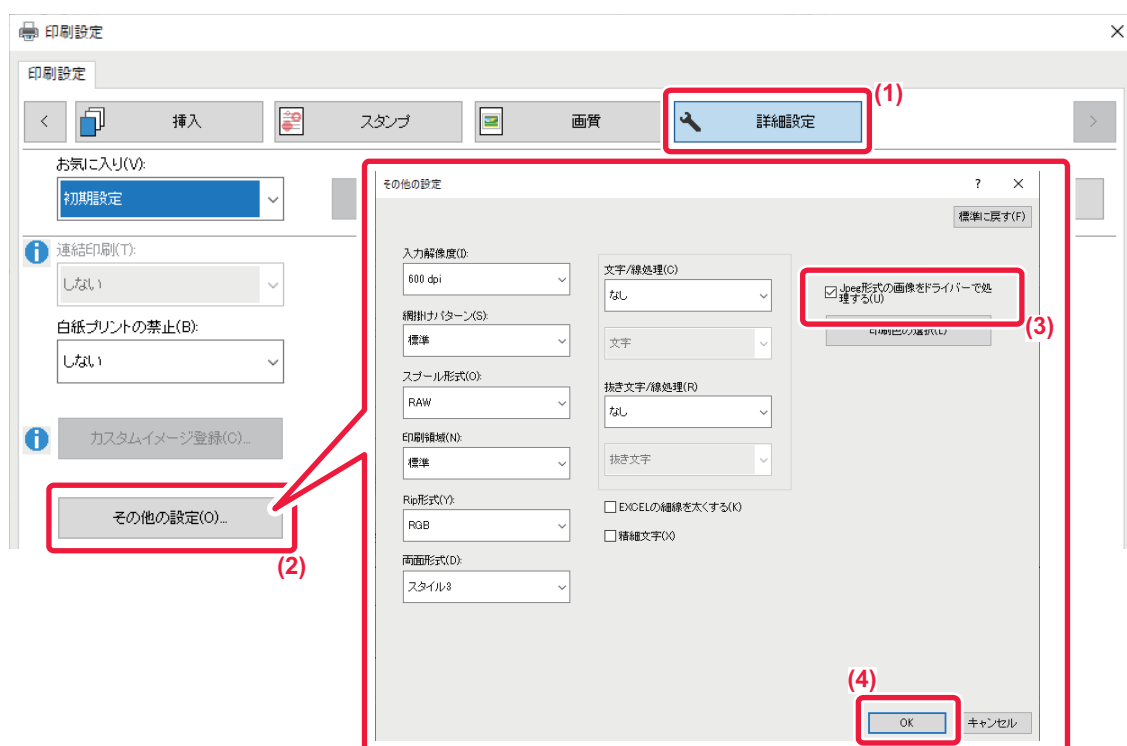 印刷設定
印刷設定
(1)
挿入
スタンプ
画質
詳細設定
お気に入り(V):
初期設定
連結印刷(T):
しない
白紙プリントの禁止(B):
しない
カスタムイメージ登録(C)...
その他の設定(O)...
(2)
その他の設定
?
標準に戻す(F)
入力解像度(I):
600 dpi
網掛けパターン(S):
標準
スプール形式(O):
RAW
印刷領域(N):
標準
Rip形式(Y):
RGB
両面形式(D):
スタイル3
文字/線処理(C)
なし
文字
抜き文字/線処理(R)
なし
抜き文字
EXCELの細線を太くする(K)
精細文字(X)
Jpeg形式の画像をドライバーで処
理する(U)
(3)
印刷色の選択(L)
(4)
OK
キャンセル